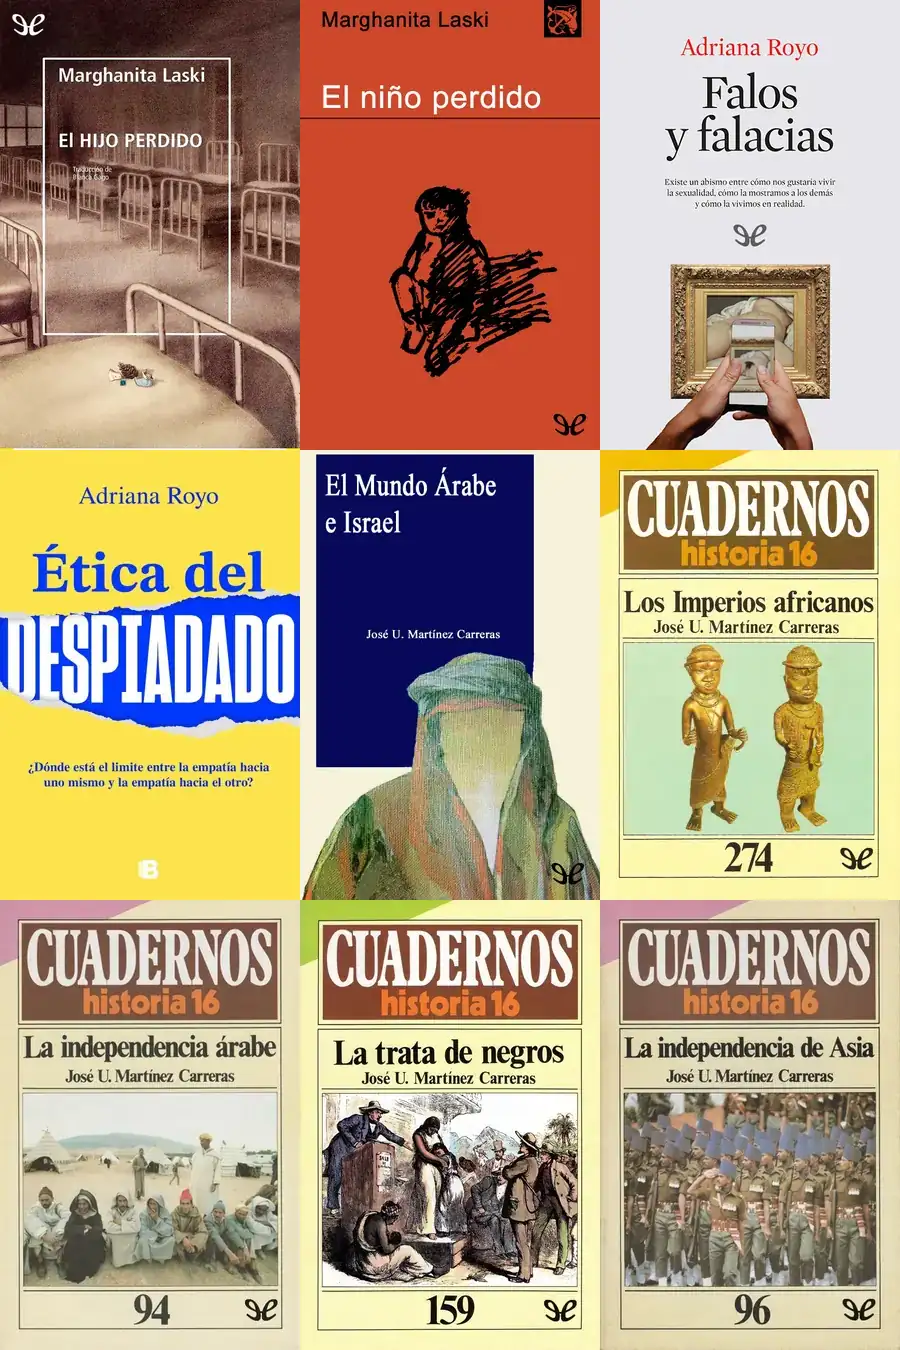 Marghanita Laski
El HIJO PERDIDO
Traducción de
Blanca Gago
Marghanita Laski
El niño perdido
Adriana Royo
Falos
y falacias
Existe un abismo entre cómo nos gustaría vivir
la sexualidad, cómo la mostramos a los demás
y cómo la vivimos en realidad.
Adriana Royo
Ética del
DESPIADADO
¿Dónde está el limite entre la empatía hacia
uno mismo y la empatía hacia el otro?
B
El Mundo Árabe
e Israel
José U. Martínez Carreras
CUADERNOS
historia 16
Los Imperios africanos
José U. Martínez Carreras
274
CUADERNOS
historia 16
La independencia árabe
José U. Martínez Carreras
94
CUADERNOS
historia 16
La trata de negros
José U. Martínez Carreras
159
CUADERNOS
historia 16
La independencia de Asia
José U. Martínez Carreras
96